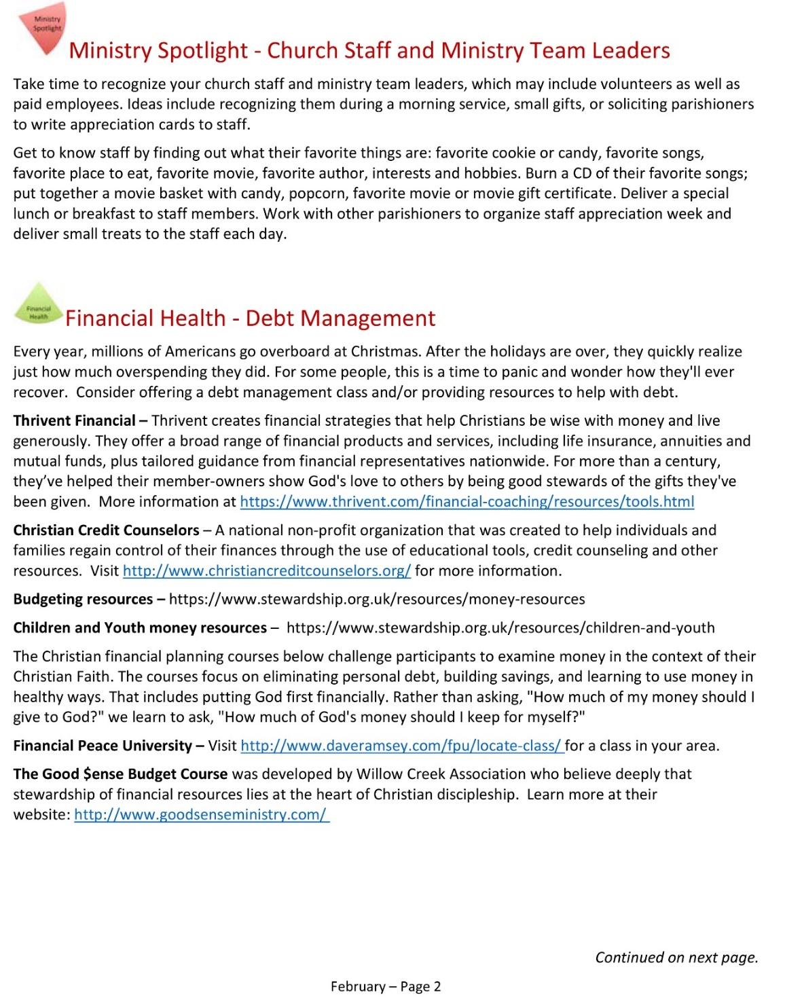 Ministry
Spotlight
Ministry Spotlight - Church Staff and Ministry Team Leaders
Take time to recognize your church staff and ministry team leaders, which may include volunteers as well as
paid employees. Ideas include recognizing them during a morning service, small gifts, or soliciting parishioners
to write appreciation cards to staff.
Get to know staff by finding out what their favorite things are: favorite cookie or candy, favorite songs,
favorite place to eat, favorite movie, favorite author, interests and hobbies. Burn a CD of their favorite songs;
put together a movie basket with candy, popcorn, favorite movie or movie gift certificate. Deliver a special
lunch or breakfast to staff members. Work with other parishioners to organize staff appreciation week and
deliver small treats to the staff each day.
Financial
Health
Financial Health - Debt Management
Every year, millions of Americans go overboard at Christmas. After the holidays are over, they quickly realize
just how much overspending they did. For some people, this is a time to panic and wonder how they'll ever
recover.  Consider offering a debt management class and/or providing resources to help with debt.
Thrivent Financial – Thrivent creates financial strategies that help Christians be wise with money and live
generously. They offer a broad range of financial products and services, including life insurance, annuities and
mutual funds, plus tailored guidance from financial representatives nationwide. For more than a century,
they’ve helped their member-owners show God's love to others by being good stewards of the gifts they've
been given.  More information at https://www.thrivent.com/financial-coaching/resources/tools.html
Christian Credit Counselors – A national non-profit organization that was created to help individuals and
families regain control of their finances through the use of educational tools, credit counseling and other
resources.  Visit http://www.christiancreditcounselors.org/ for more information.
Budgeting resources – https://www.stewardship.org.uk/resources/money-resources
Children and Youth money resources –  https://www.stewardship.org.uk/resources/children-and-youth
The Christian financial planning courses below challenge participants to examine money in the context of their
Christian Faith. The courses focus on eliminating personal debt, building savings, and learning to use money in
healthy ways. That includes putting God first financially. Rather than asking, "How much of my money should I
give to God?" we learn to ask, "How much of God's money should I keep for myself?"
Financial Peace University – Visit http://www.daveramsey.com/fpu/locate-class/ for a class in your area.
The Good $ense Budget Course was developed by Willow Creek Association who believe deeply that
stewardship of financial resources lies at the heart of Christian discipleship.  Learn more at their
website: http://www.goodsenseministry.com/
Continued on next page.
February – Page 2